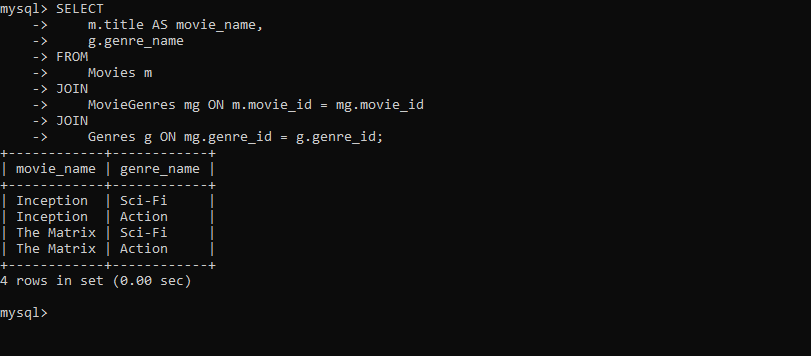 mysql> SELECT
    ->     m.title AS movie_name,
    ->     g.genre_name
    -> FROM
    ->     Movies m
    -> JOIN
    ->     MovieGenres mg ON m.movie_id = mg.movie_id
    -> JOIN
    ->     Genres g ON mg.genre_id = g.genre_id;
+------------+------------+
| movie_name | genre_name |
+------------+------------+
| Inception  | Sci-Fi     |
| Inception  | Action     |
| The Matrix | Sci-Fi     |
| The Matrix | Action     |
+------------+------------+
4 rows in set (0.00 sec)
mysql>